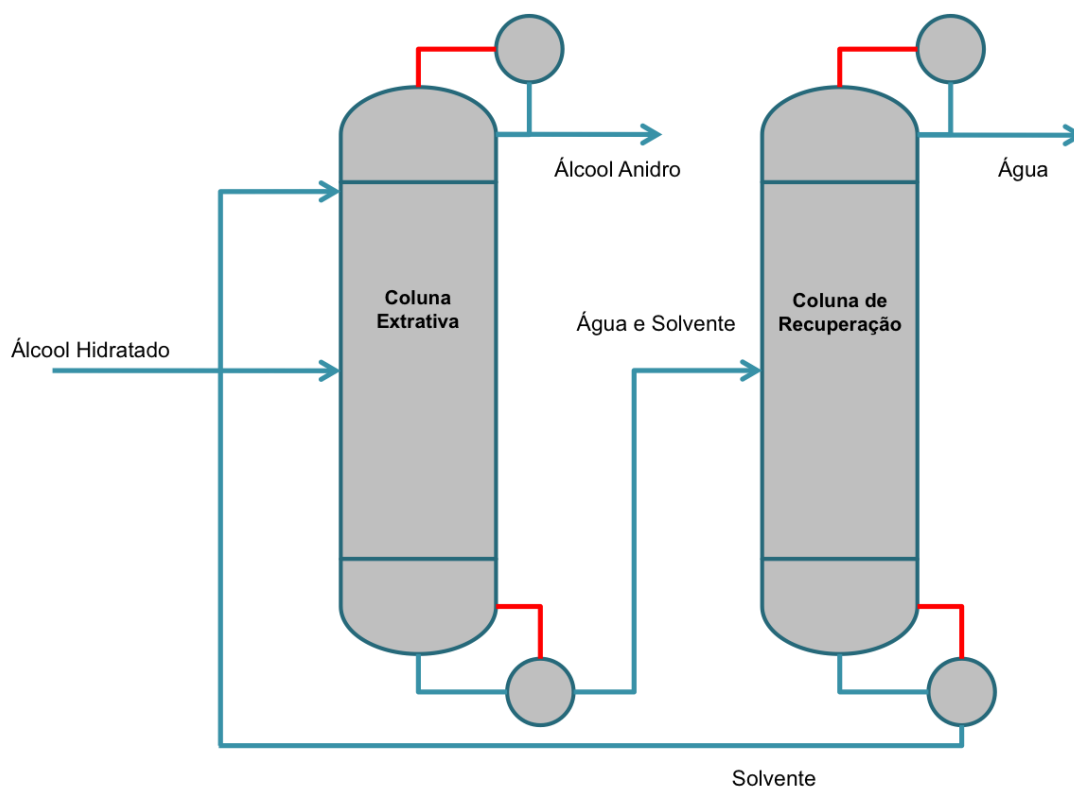 Álcool Anidro
Água
Coluna
Extrativa
Coluna de
Recuperação
Água e Solvente
Álcool Hidratado
Solvente